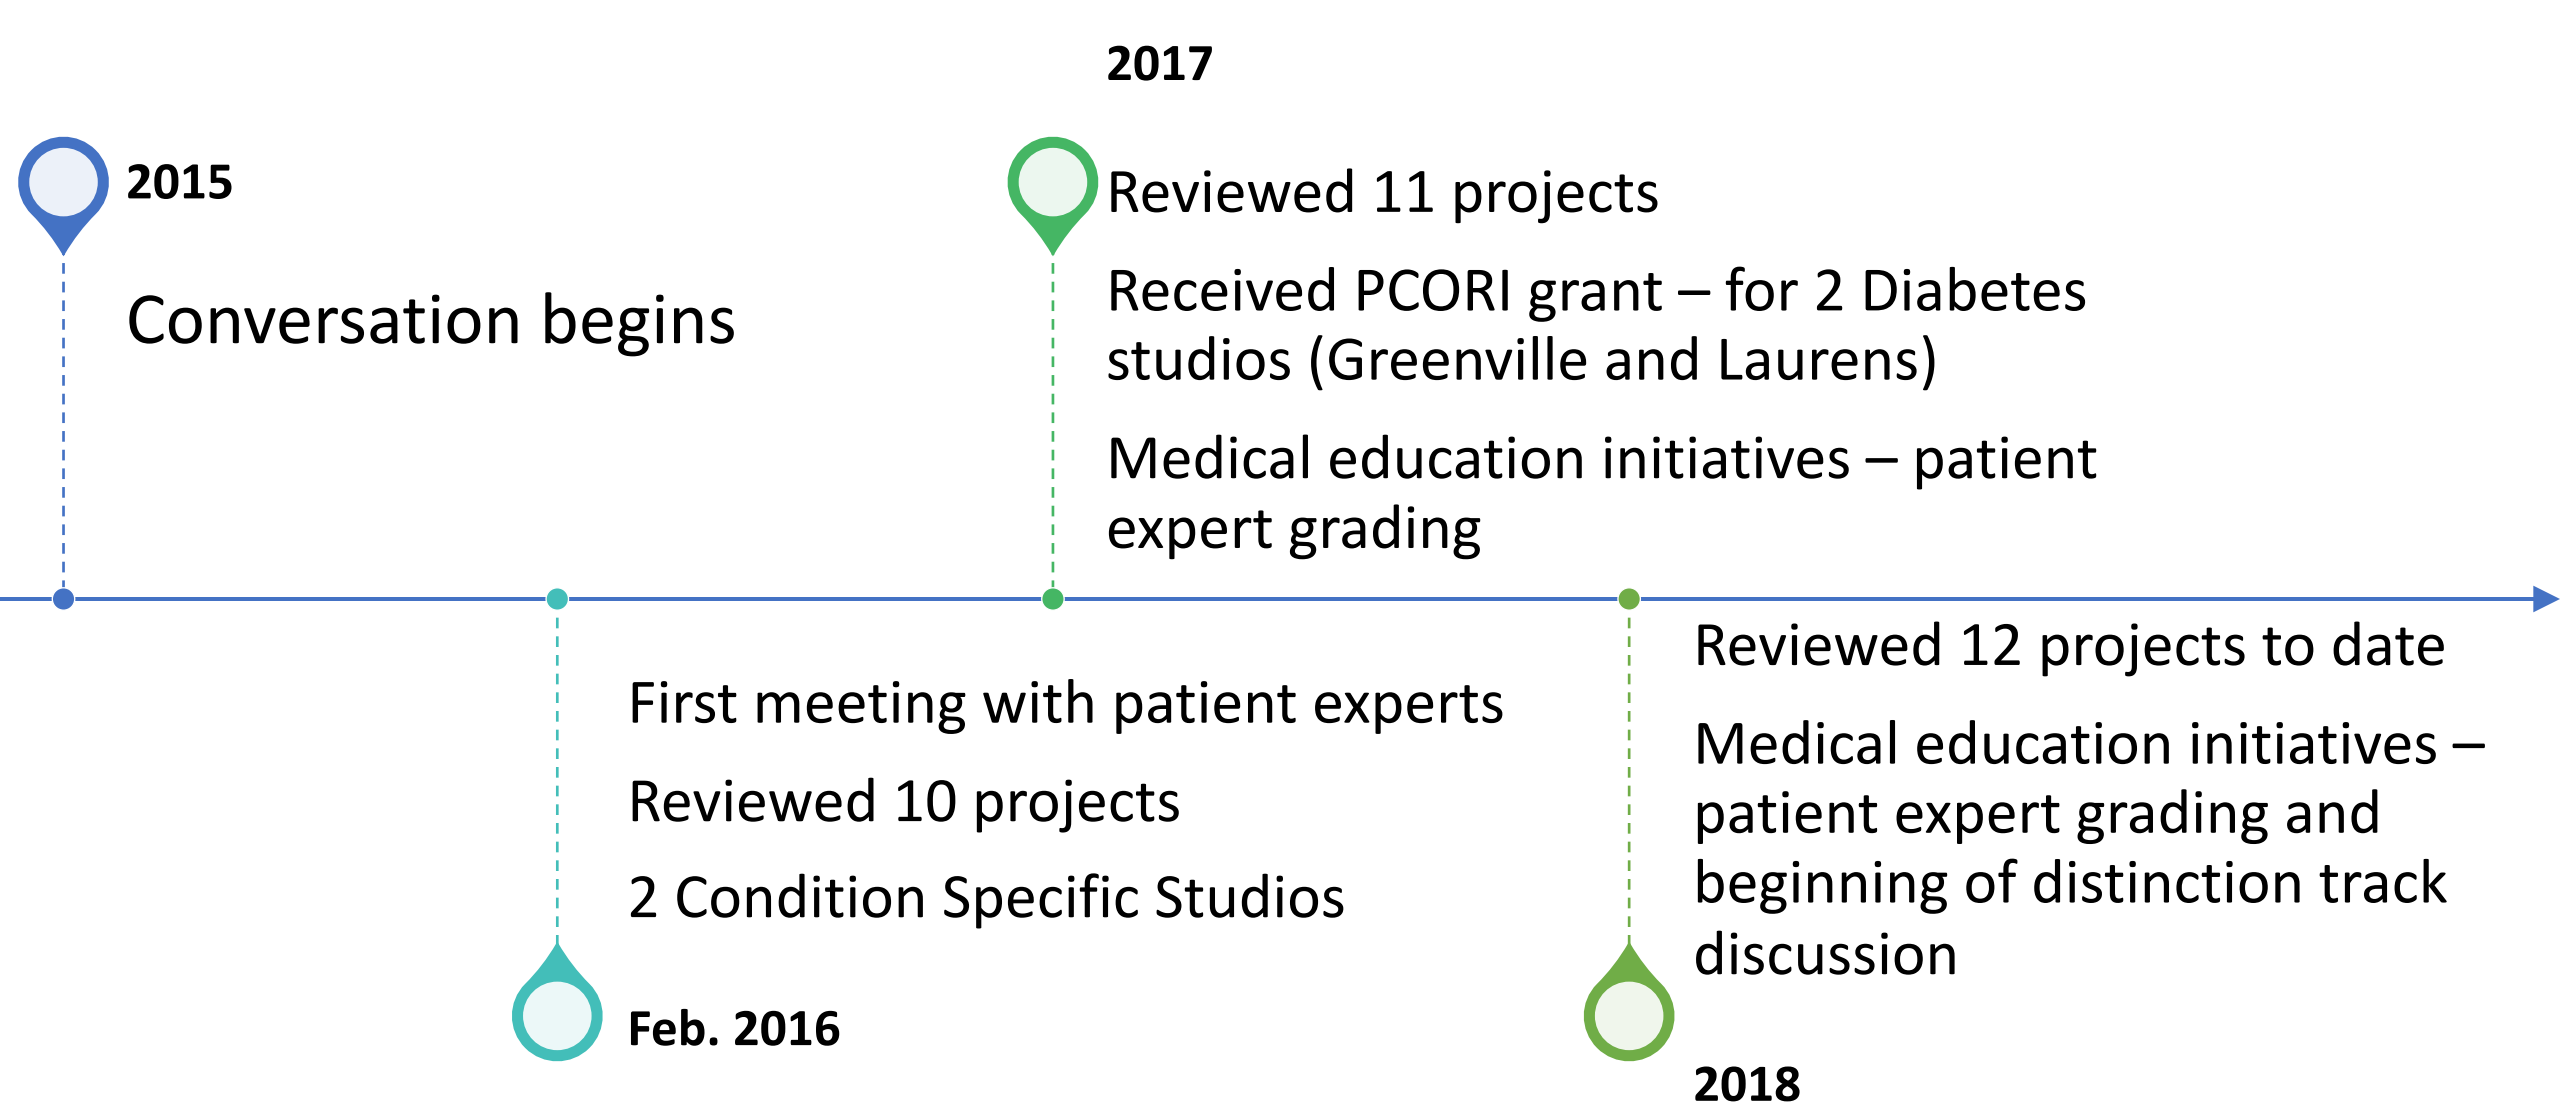 2015
Conversation begins
First meeting with patient experts
Reviewed 10 projects
2 Condition Specific Studios
Feb. 2016
2017
Reviewed 11 projects
Received PCORI grant – for 2 Diabetes
studios (Greenville and Laurens)
Medical education initiatives – patient
expert grading
Reviewed 12 projects to date
Medical education initiatives –
patient expert grading and
beginning of distinction track
discussion
2018